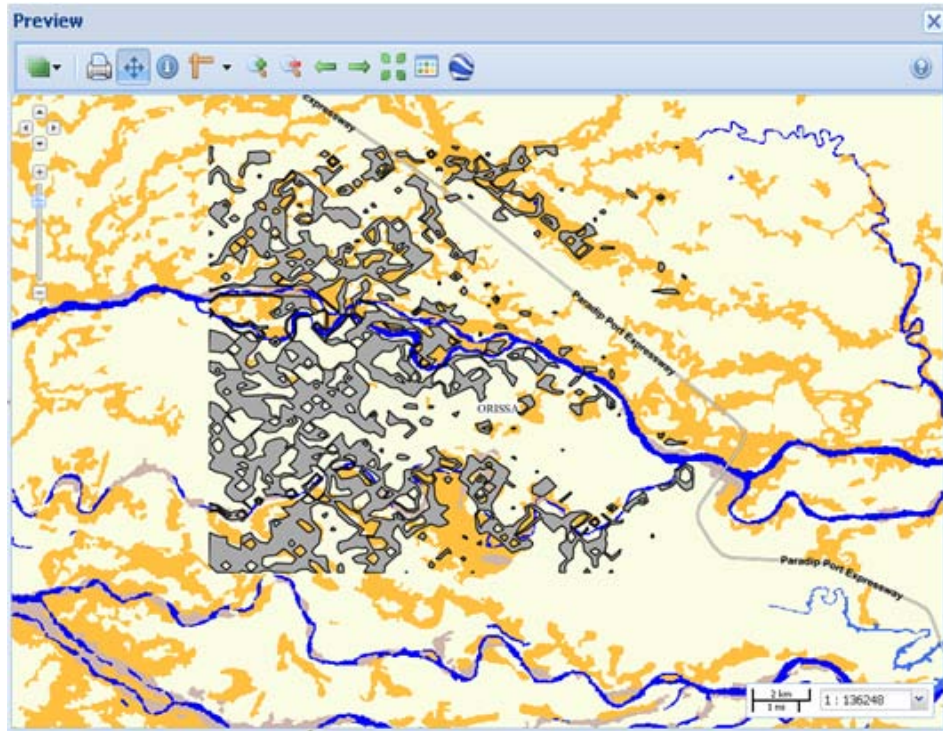 Preview
Expressway
Paradip Port Expressway
ORISSA
Paradip Port Expressway
2 km
1 mi
1 : 136248